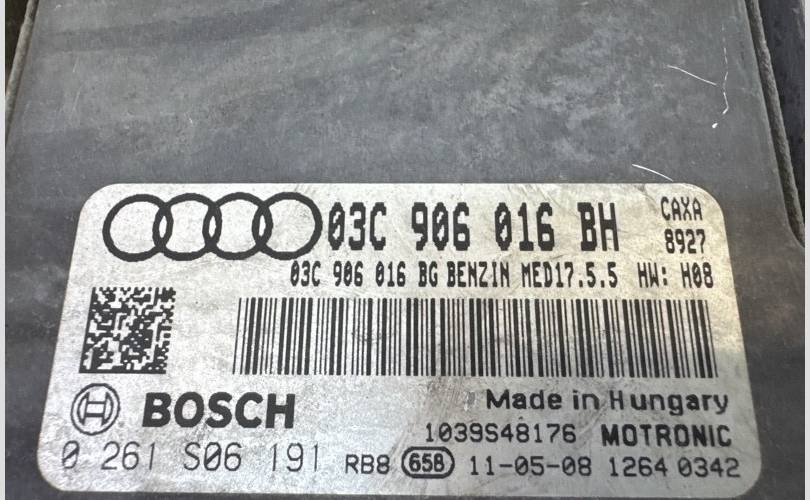 03C 906 016 BH CAXA
8927
03C 906 016 BG BENZIN MED17.5.5 HW: H08
BOSCH Made in Hungary
1039S48176 MOTRONIC
0 261 S06 191 RB8 658 11-05-08 1264 0342